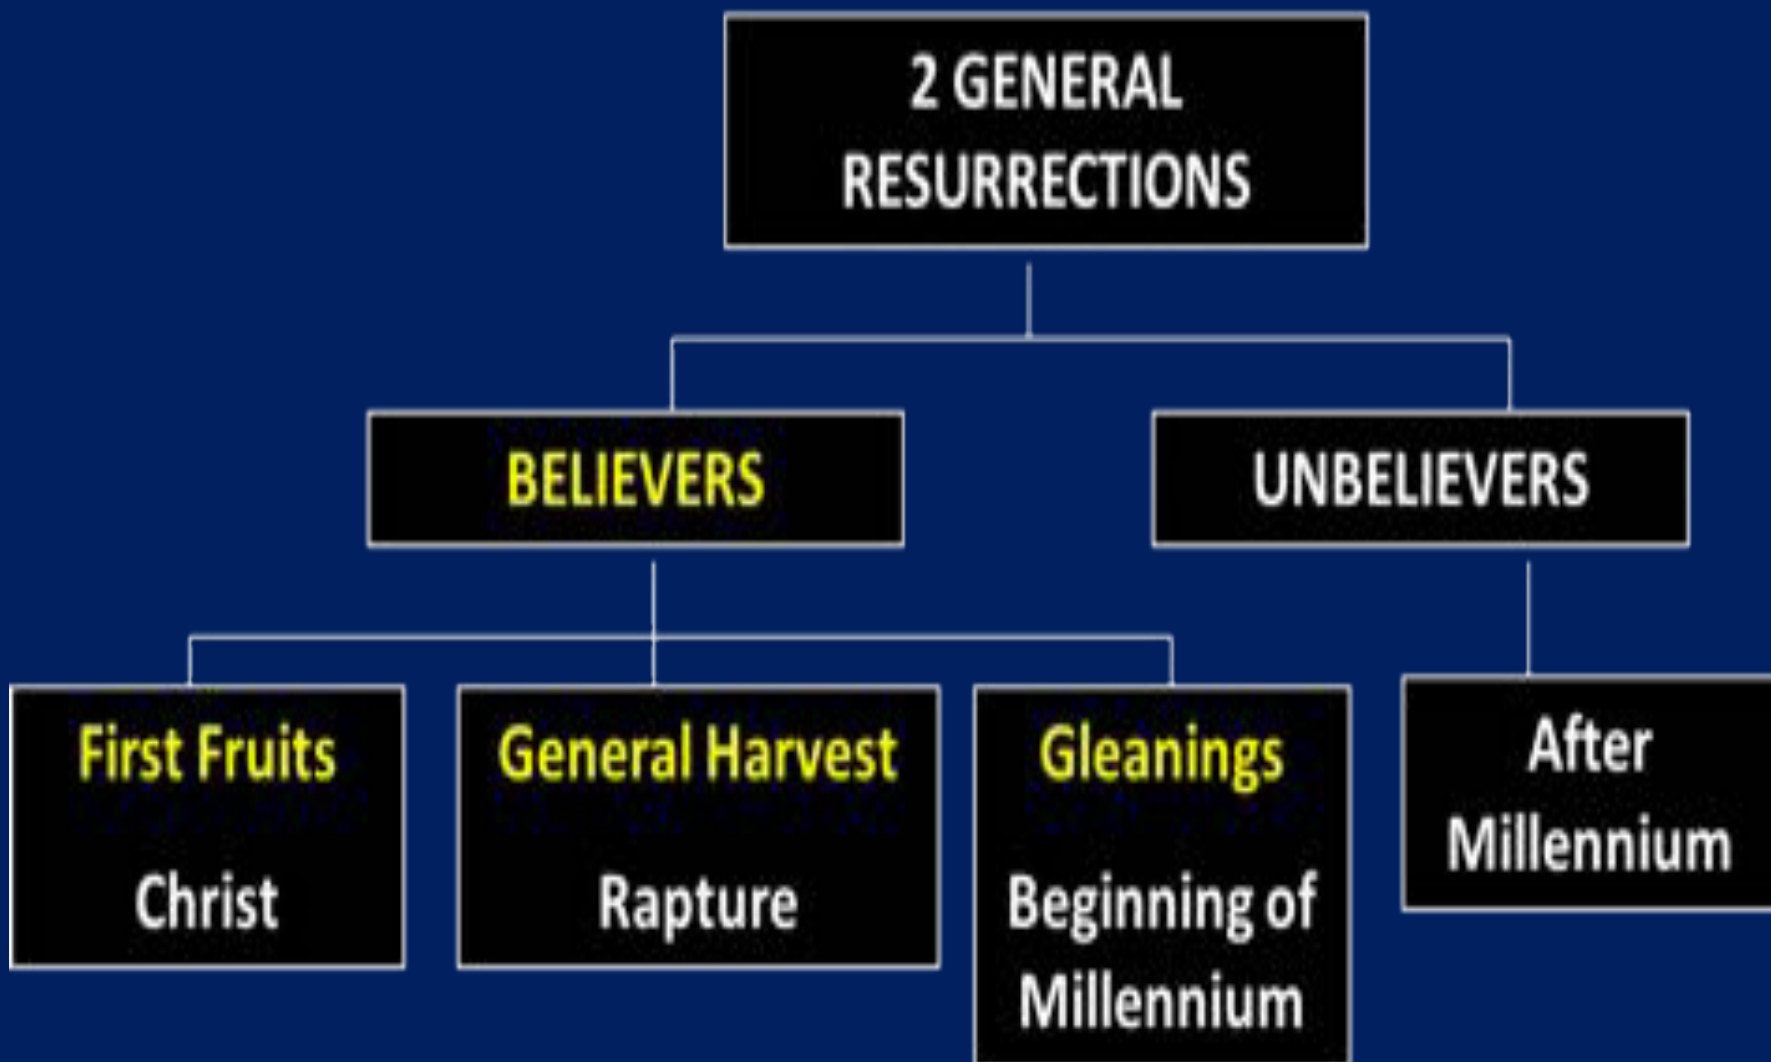 2 GENERAL
RESURRECTIONS
BELIEVERS
UNBELIEVERS
First Fruits
Christ
General Harvest
Rapture
Gleanings
Beginning of
Millennium
After
Millennium